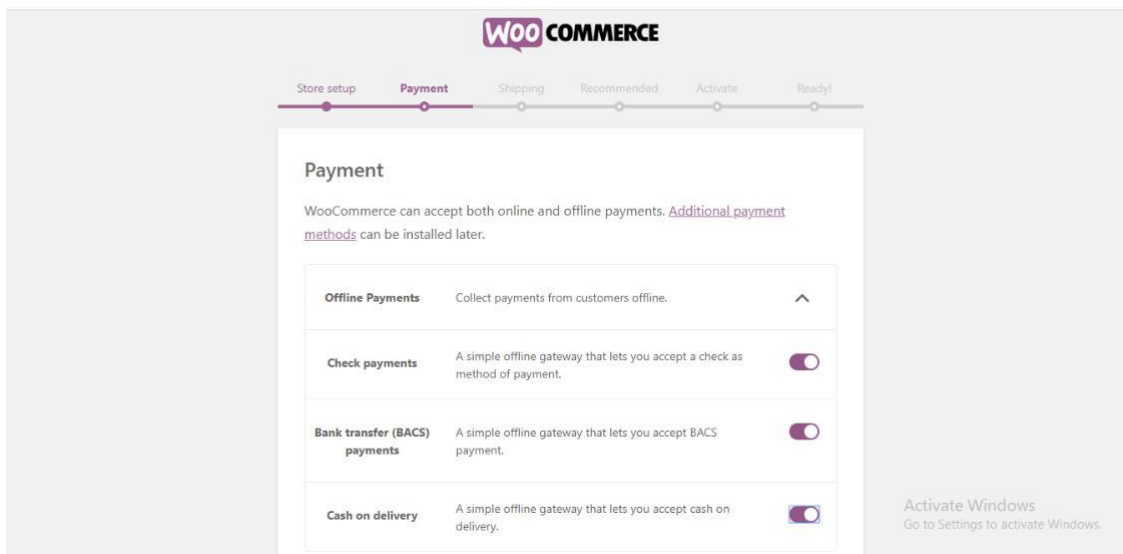 WOO COMMERCE
Store setup Payment Shipping Recommended Activate Ready!
Payment
WooCommerce can accept both online and offline payments. Additional payment
methods can be installed later.
Offline Payments Collect payments from customers offline.
Check payments A simple offline gateway that lets you accept a check as
method of payment.
Bank transfer (BACS)
payments A simple offline gateway that lets you accept BACS
payment.
Cash on delivery A simple offline gateway that lets you accept cash on
delivery.
Activate Windows
Go to Settings to activate Windows.